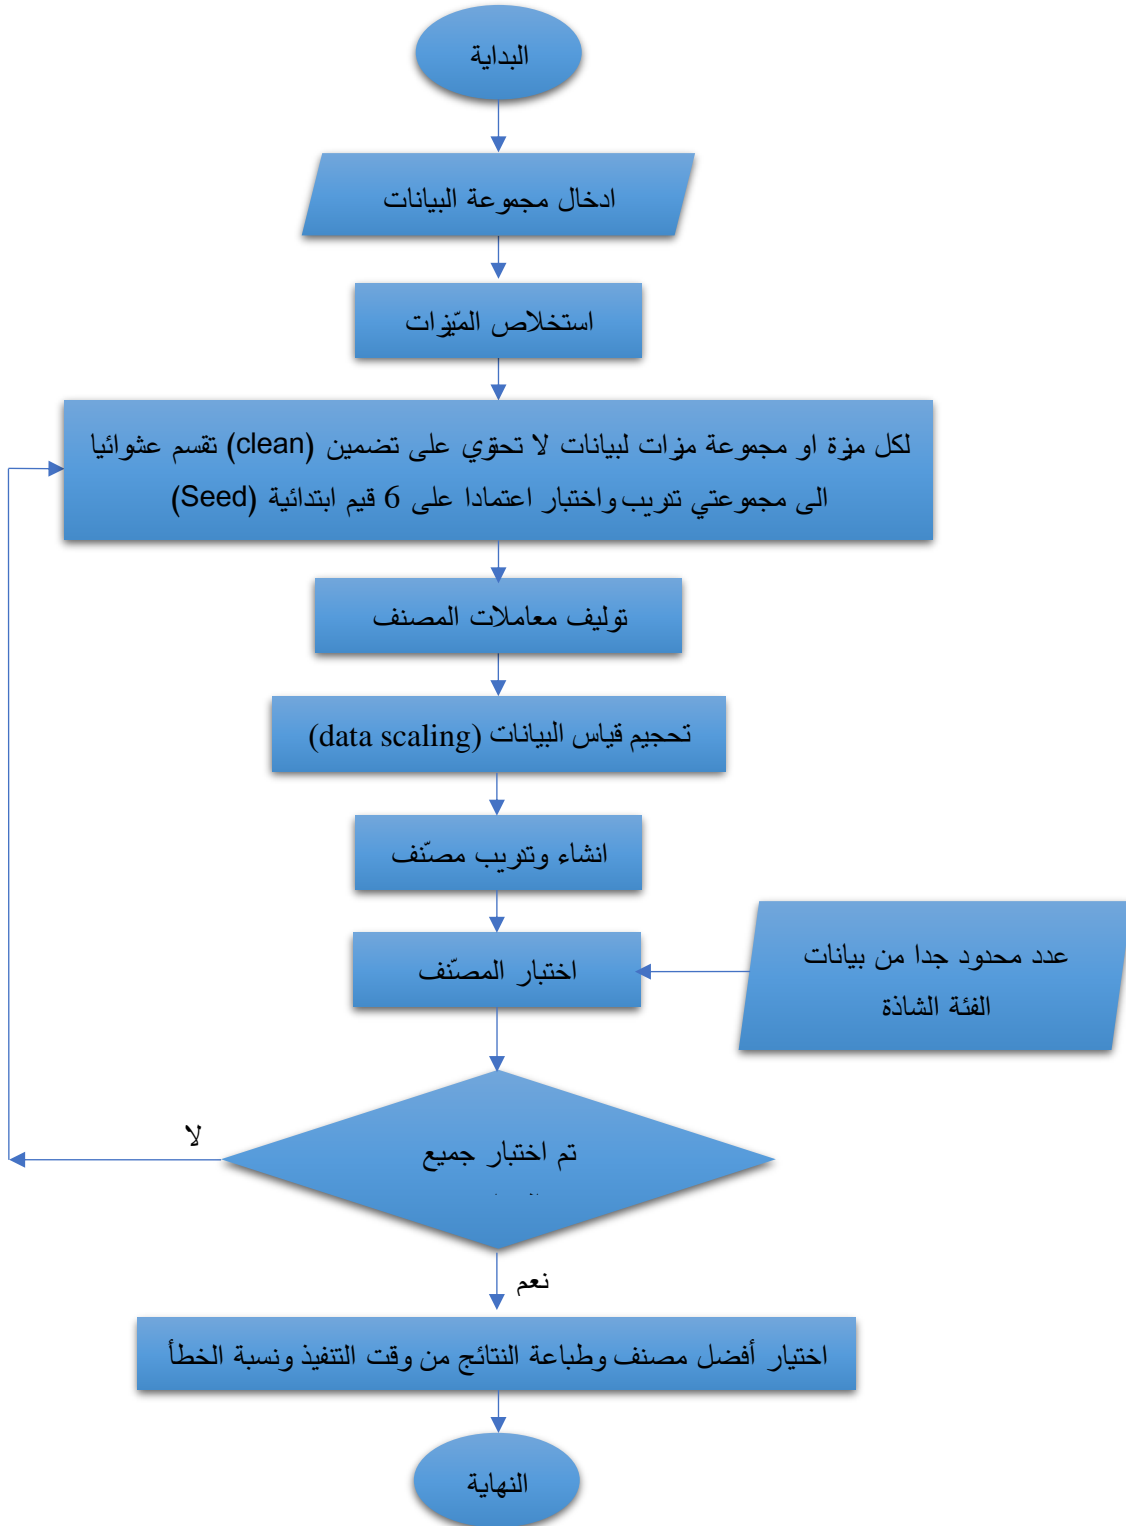 البداية
ادخال مجموعة البيانات
استخلاص الميّزات
لكل ميزة او مجموعة ميزات لبيانات لا تحتوي على تضمين (clean) تقسم عشوائيا
الى مجموعتي تدريب واختبار اعتمادا على 6 قيم ابتدائية (Seed)
توليف معاملات المصنف
تحجيم قياس البيانات (data scaling)
انشاء وتدريب مصنّف
اختبار المصنّف
عدد محدود جدا من بيانات
الفئة الشاذة
تم اختبار جميع
لا
نعم
اختيار أفضل مصنف وطباعة النتائج من وقت التنفيذ ونسبة الخطأ
النهاية